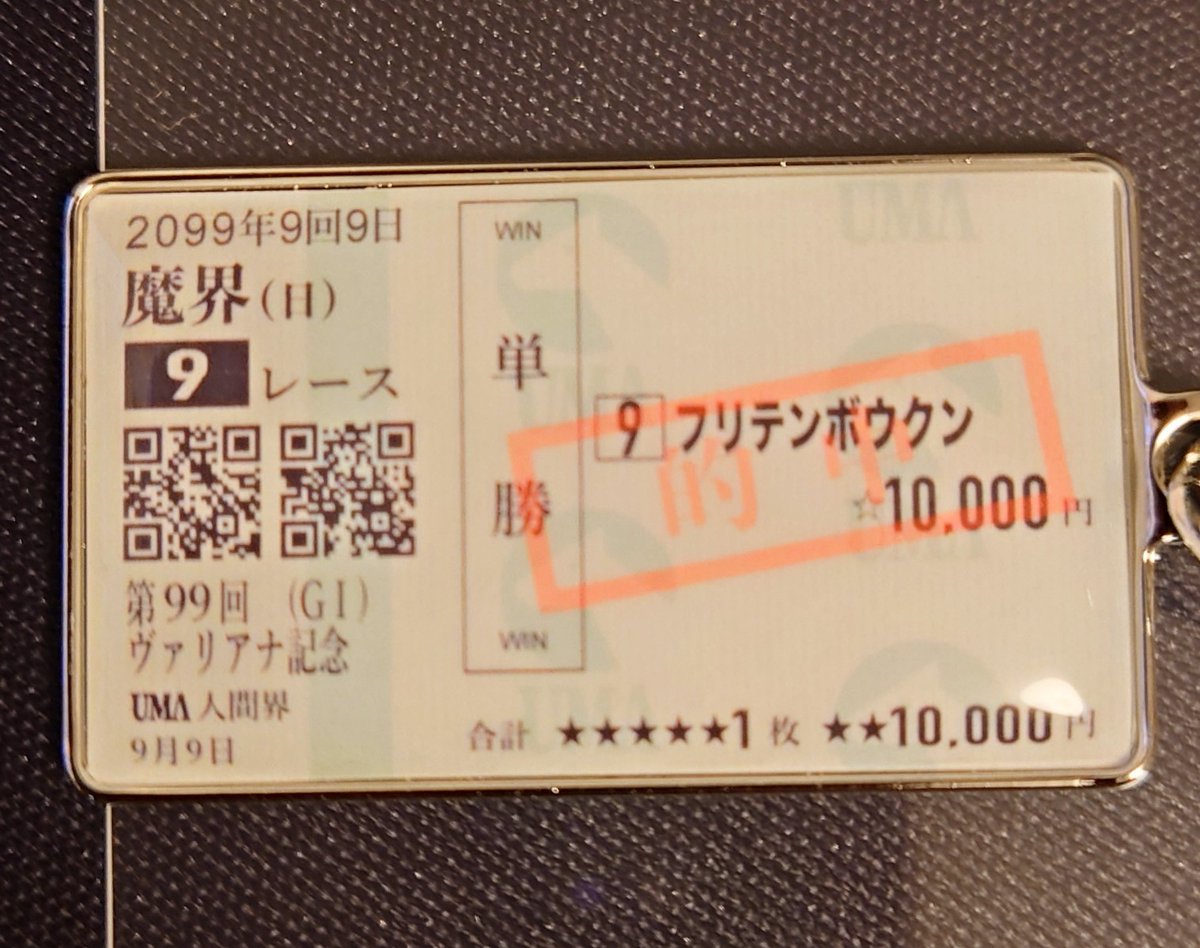 2099年9回9日
魔界(日)
9 レース
第99回 (GI)
ヴァリアナ記念
UMA 人間界
9月9日
WIN
単勝
WIN
UMA
9 フリテンボウクン
☆10,000円
的中
UMA
UMA
UMA
合計 ★★★★★1枚 ★★10,000円